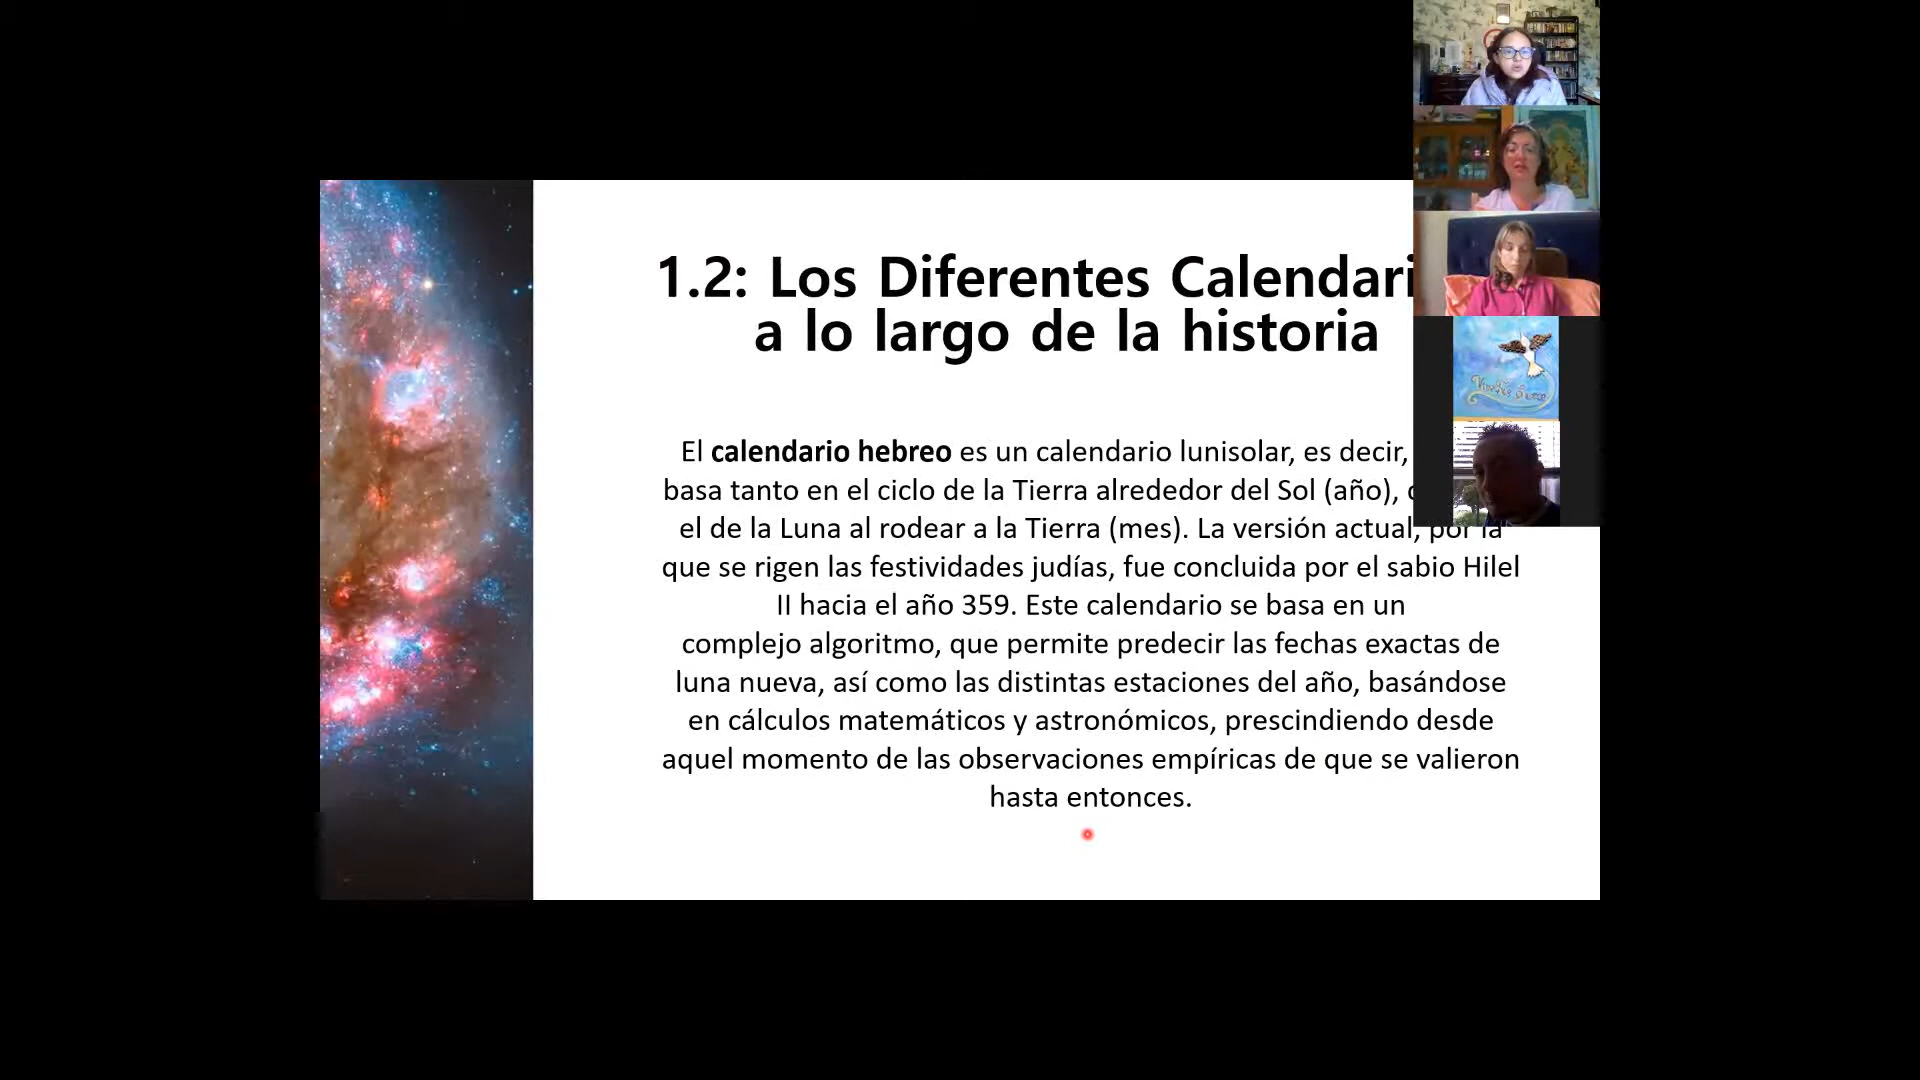 1.2: Los Diferentes Calendari
a lo largo de la historia
El calendario hebreo es un calendario lunisolar, es decir,
basa tanto en el ciclo de la Tierra alrededor del Sol (año),
el de la Luna al rodear a la Tierra (mes). La versión actual, por la
que se rigen las festividades judías, fue concluida por el sabio Hilel
II hacia el año 359. Este calendario se basa en un
complejo algoritmo, que permite predecir las fechas exactas de
luna nueva, así como las distintas estaciones del año, basándose
en cálculos matemáticos y astronómicos, prescindiendo desde
aquel momento de las observaciones empíricas de que se valieron
hasta entonces.